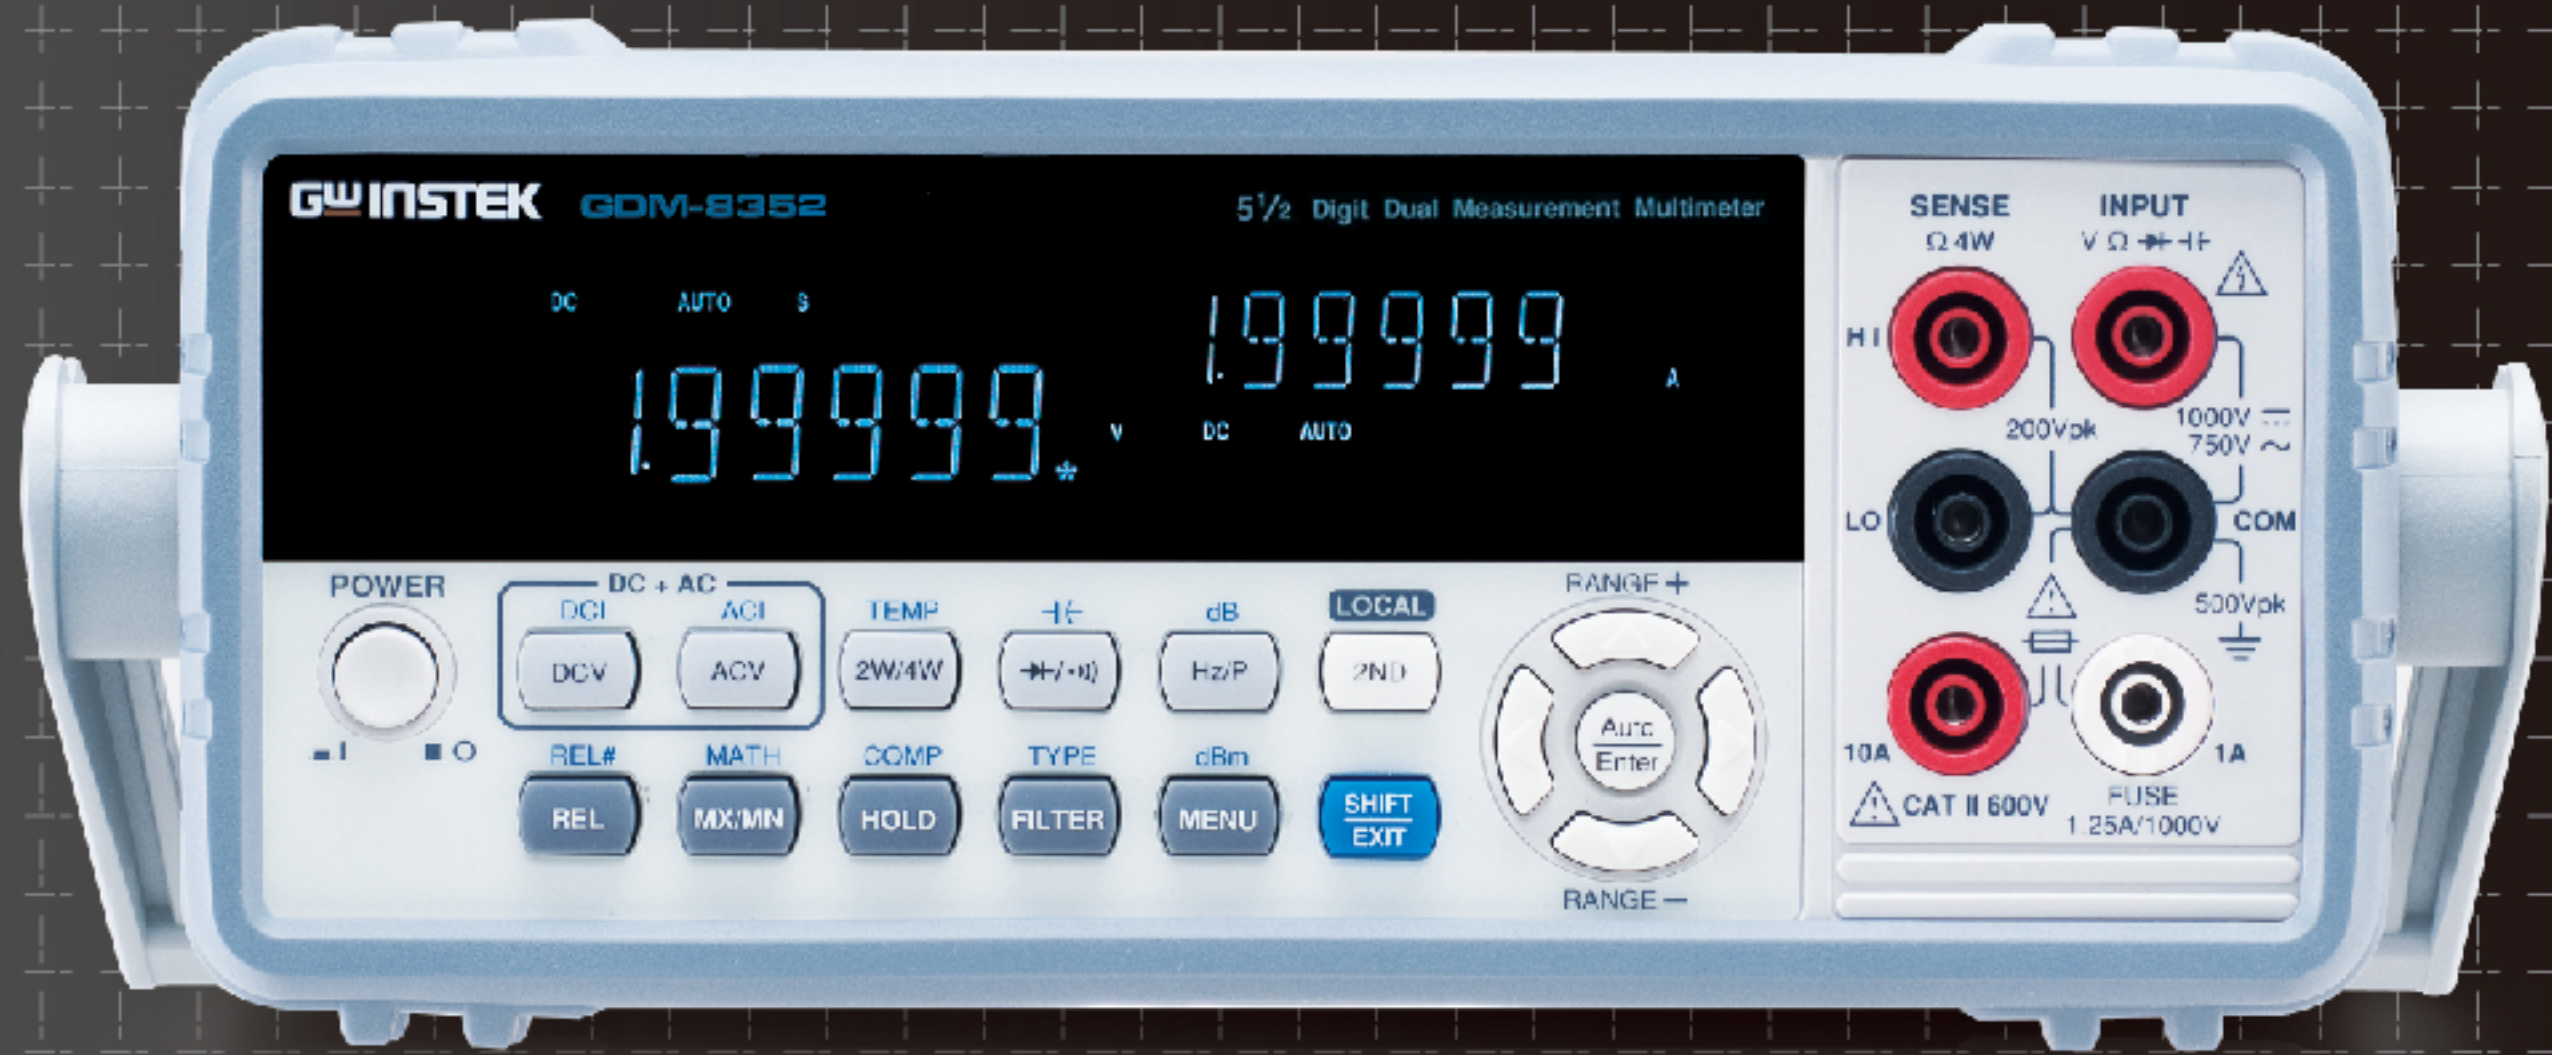 GWINSTEK GDM-8352 5½ Digit Dual Measurement Multimeter
DC AUTO S
1.99999 V
1.99999 A
DC AUTO
POWER
DC + AC
DCI ACI TEMP dB LOCAL
DCV ACV 2W/4W Hz/P 2ND
REL# MATH COMP TYPE dBm
REL MX/MN HOLD FILTER MENU SHIFT
EXIT
RANGE +
Auto
Enter
RANGE –
SENSE INPUT
Ω 4W V Ω
HI
200Vpk
1000V
750V ~
LO COM
500Vpk
10A 1A
CAT II 600V
FUSE
1.25A/1000V